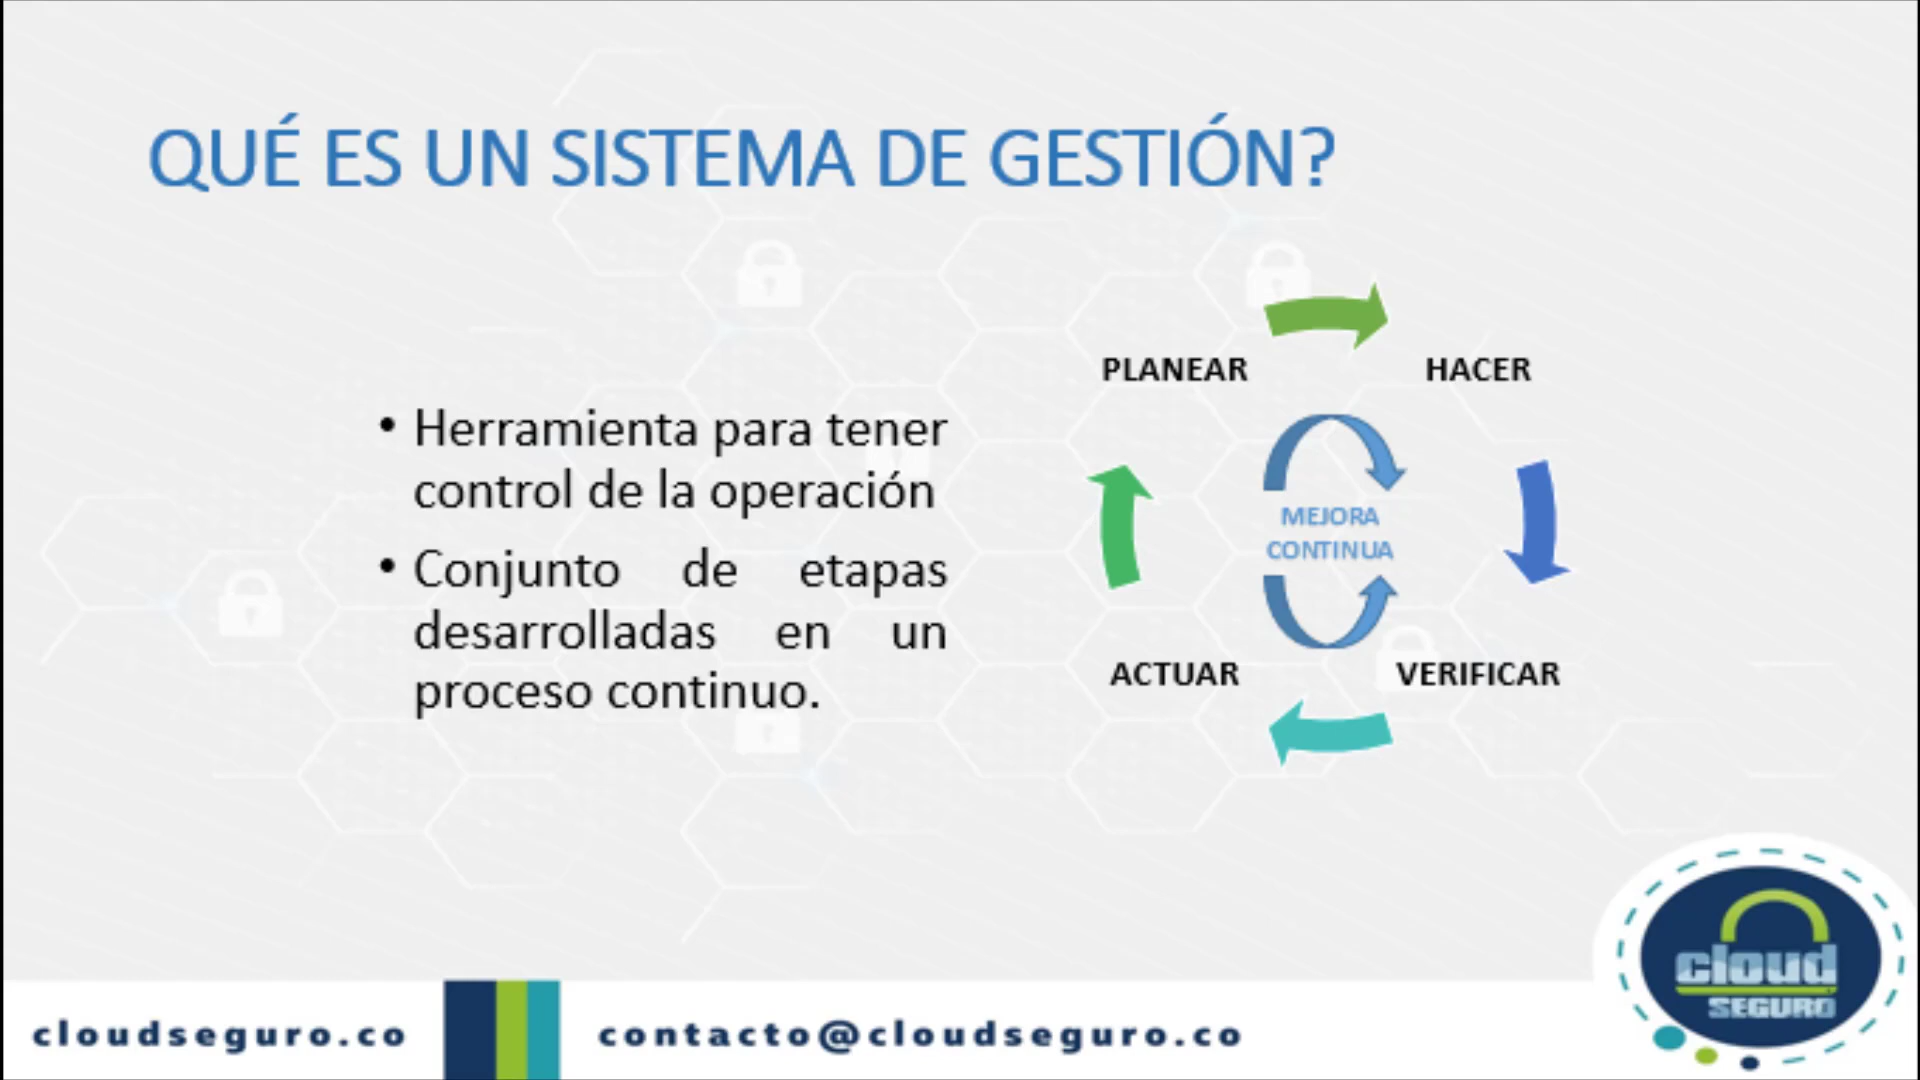 QUÉ ES UN SISTEMA DE GESTIÓN?
• Herramienta para tener
control de la operación
• Conjunto de etapas
desarrolladas en un
proceso continuo.
PLANEAR
HACER
MEJORA
CONTINUA
ACTUAR
VERIFICAR
cloudseguro.co
contacto@cloudseguro.co
cloud
SEGURO